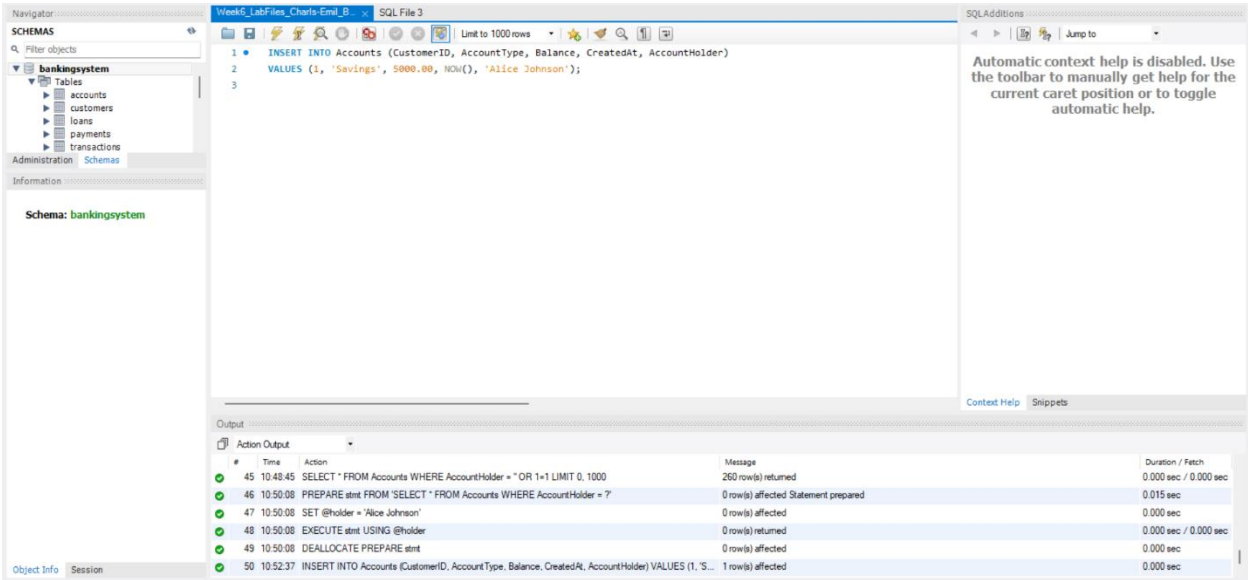 Navigator
SCHEMAS
Filter objects
bankingsystem
Tables
accounts
customers
loans
payments
transactions
Administration Schemas
Information
Schema: bankingsystem
Object Info Session
Week6_LabFiles_Charls-Emil_B... SQL File 3
Limit to 1000 rows
1 INSERT INTO Accounts (CustomerID, AccountType, Balance, CreatedAt, AccountHolder)
2 VALUES (1, 'Savings', 5000.00, NOW(), 'Alice Johnson');
3
SQLAdditions
Jump to
Automatic context help is disabled. Use
the toolbar to manually get help for the
current caret position or to toggle
automatic help.
Context Help Snippets
Output
Action Output
# Time Action Message Duration / Fetch
45 10:48:45 SELECT * FROM Accounts WHERE AccountHolder = '' OR 1=1 LIMIT 0, 1000 260 row(s) returned 0.000 sec / 0.000 sec
46 10:50:08 PREPARE stmt FROM 'SELECT * FROM Accounts WHERE AccountHolder = ?' 0 row(s) affected Statement prepared 0.015 sec
47 10:50:08 SET @holder = 'Alice Johnson' 0 row(s) affected 0.000 sec
48 10:50:08 EXECUTE stmt USING @holder 0 row(s) returned 0.000 sec / 0.000 sec
49 10:50:08 DEALLOCATE PREPARE stmt 0 row(s) affected 0.000 sec
50 10:52:37 INSERT INTO Accounts (CustomerID, AccountType, Balance, CreatedAt, AccountHolder) VALUES (1, 'S... 1 row(s) affected 0.000 sec